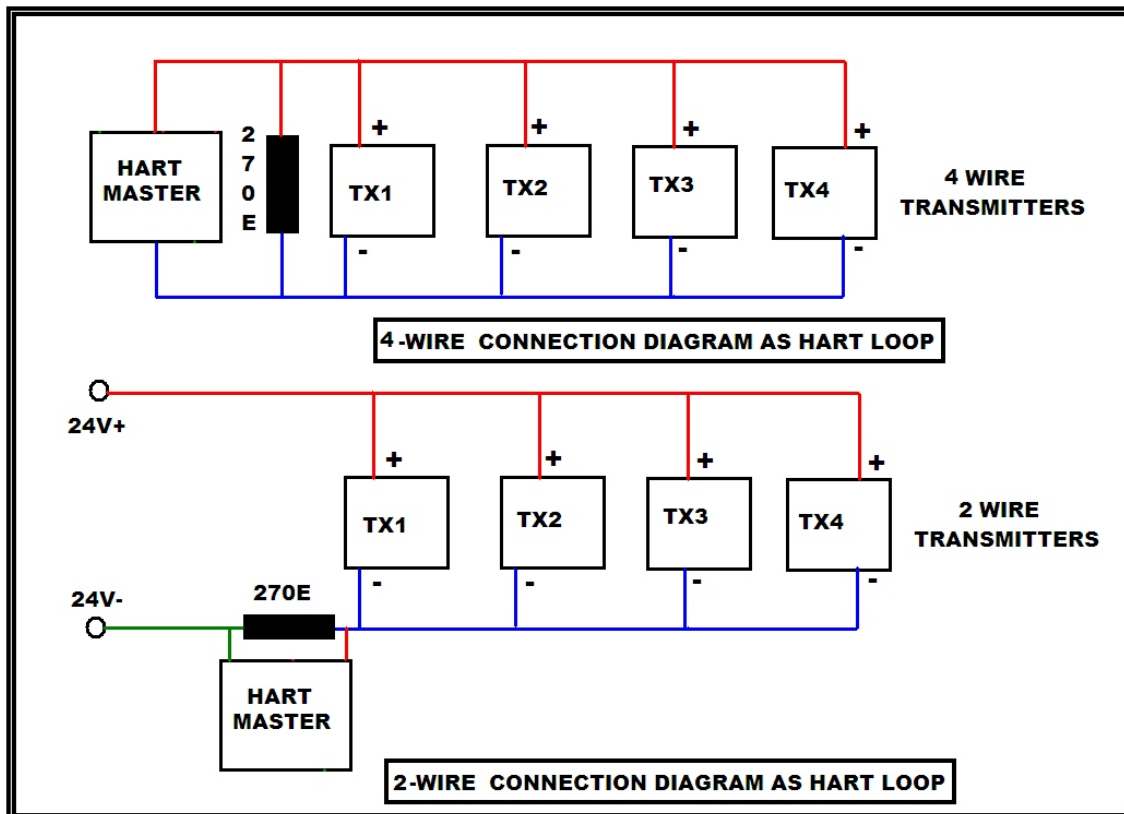 HART
MASTER
2
7
0
E
+
TX1
-
+
TX2
-
+
TX3
-
+
TX4
-
4 WIRE
TRANSMITTERS
4-WIRE CONNECTION DIAGRAM AS HART LOOP
24V+
+
TX1
-
+
TX2
-
+
TX3
-
+
TX4
-
2 WIRE
TRANSMITTERS
24V-
270E
HART
MASTER
2-WIRE CONNECTION DIAGRAM AS HART LOOP